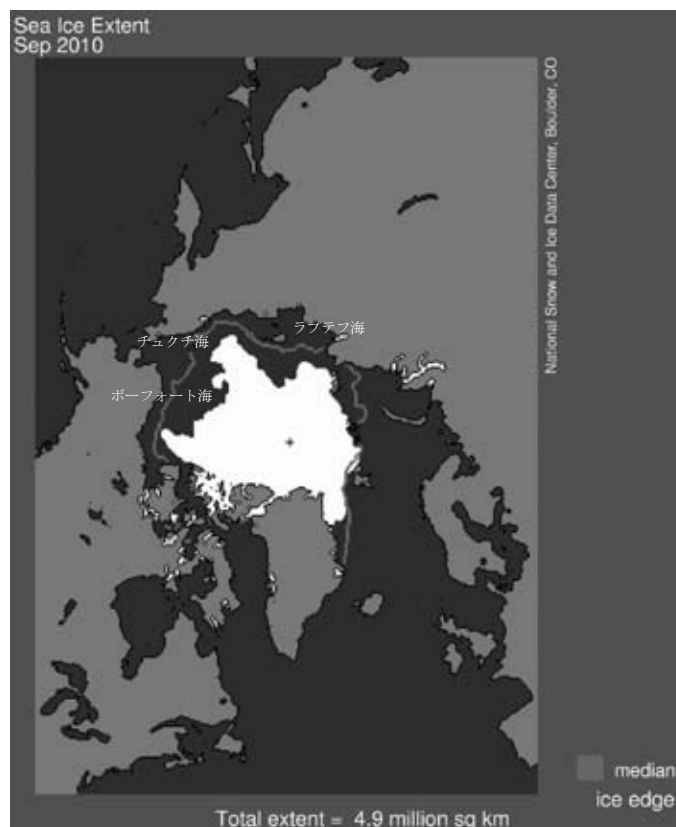 Sea Ice Extent
Sep 2010
National Snow and Ice Data Center, Boulder, CO
ラプテフ海
チュクチ海
ボーフォート海
median
ice edge
Total extent = 4.9 million sq km